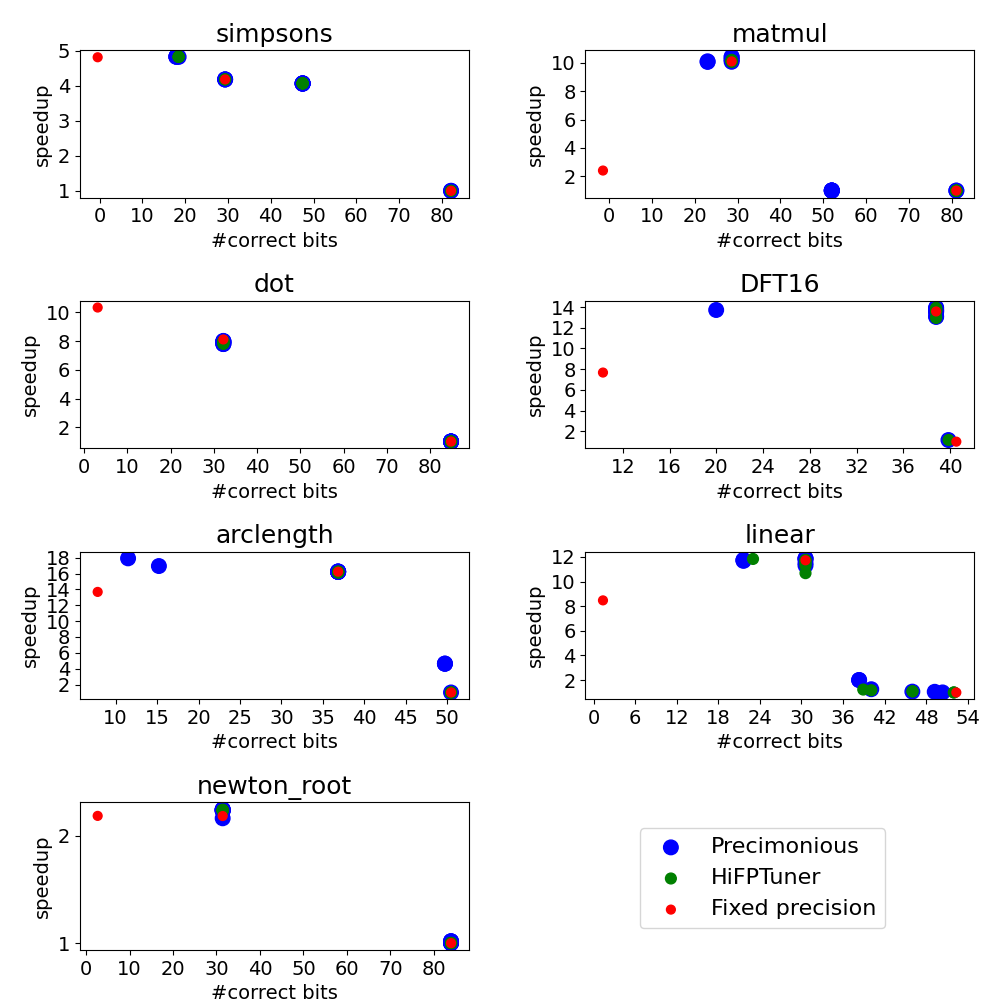 simpsons
5
4
3
2
1
speedup
0 10 20 30 40 50 60 70 80
#correct bits
matmul
10
8
6
4
2
speedup
0 10 20 30 40 50 60 70 80
#correct bits
dot
10
8
6
4
2
speedup
0 10 20 30 40 50 60 70 80
#correct bits
DFT16
14
12
10
8
6
4
2
speedup
12 16 20 24 28 32 36 40
#correct bits
arclength
18
16
14
12
10
8
6
4
2
speedup
10 15 20 25 30 35 40 45 50
#correct bits
linear
12
10
8
6
4
2
speedup
0 6 12 18 24 30 36 42 48 54
#correct bits
newton_root
2
1
speedup
0 10 20 30 40 50 60 70 80
#correct bits
Precimonious
HiFPTuner
Fixed precision